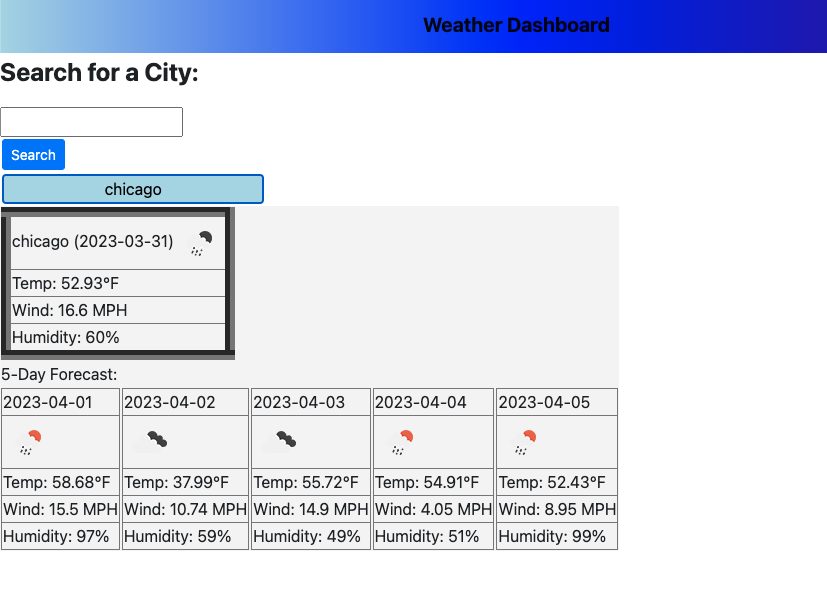 Weather Dashboard
Search for a City:
Search
chicago
chicago (2023-03-31)
Temp: 52.93°F
Wind: 16.6 MPH
Humidity: 60%
5-Day Forecast:
2023-04-01 2023-04-02 2023-04-03 2023-04-04 2023-04-05
Temp: 58.68°F Temp: 37.99°F Temp: 55.72°F Temp: 54.91°F Temp: 52.43°F
Wind: 15.5 MPH Wind: 10.74 MPH Wind: 14.9 MPH Wind: 4.05 MPH Wind: 8.95 MPH
Humidity: 97% Humidity: 59% Humidity: 49% Humidity: 51% Humidity: 99%